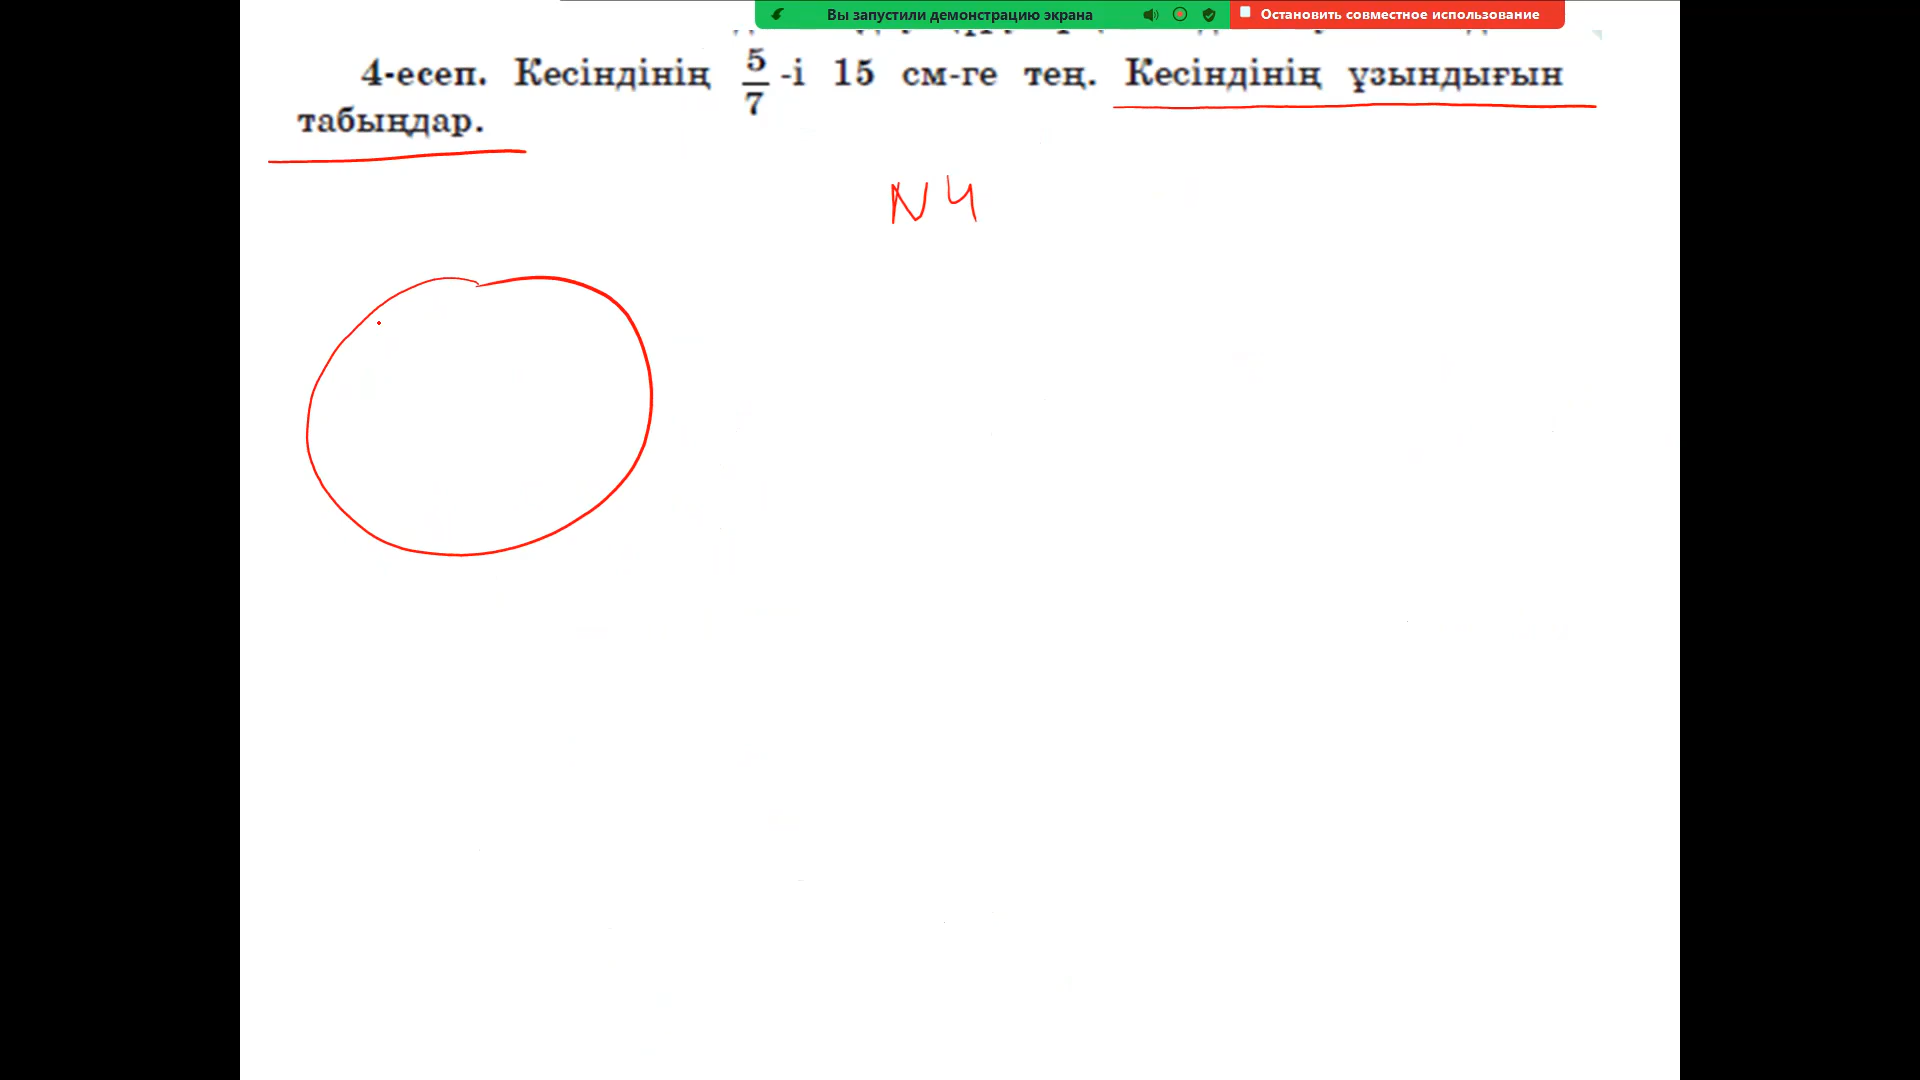 Вы запустили демонстрацию экрана
Остановить совместное использование
4-есеп. Кесіндінің 5/7 -і 15 см-ге тең. Кесіндінің ұзындығын
табыңдар.
N4